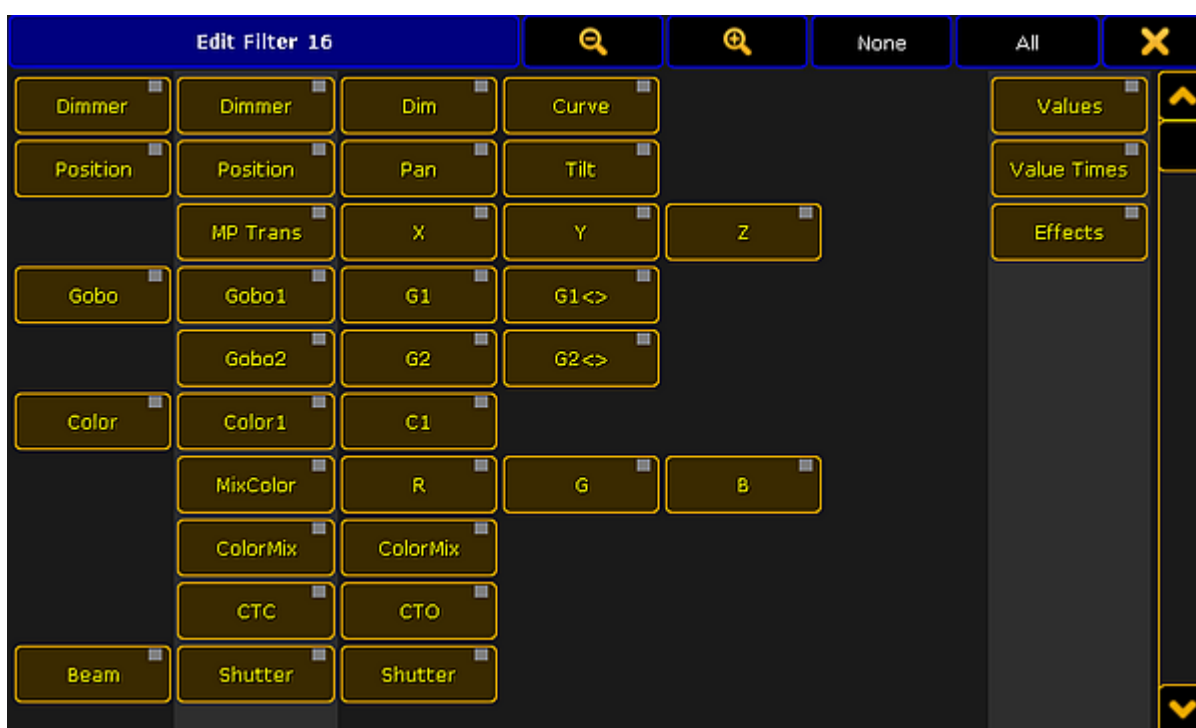 Edit Filter 16 None All
Dimmer Dimmer Dim Curve Values
Position Position Pan Tilt Value Times
MP Trans X Y Z Effects
Gobo Gobo1 G1 G1<>
Gobo2 G2 G2<>
Color Color1 C1
MixColor R G B
ColorMix ColorMix
CTC CTO
Beam Shutter Shutter